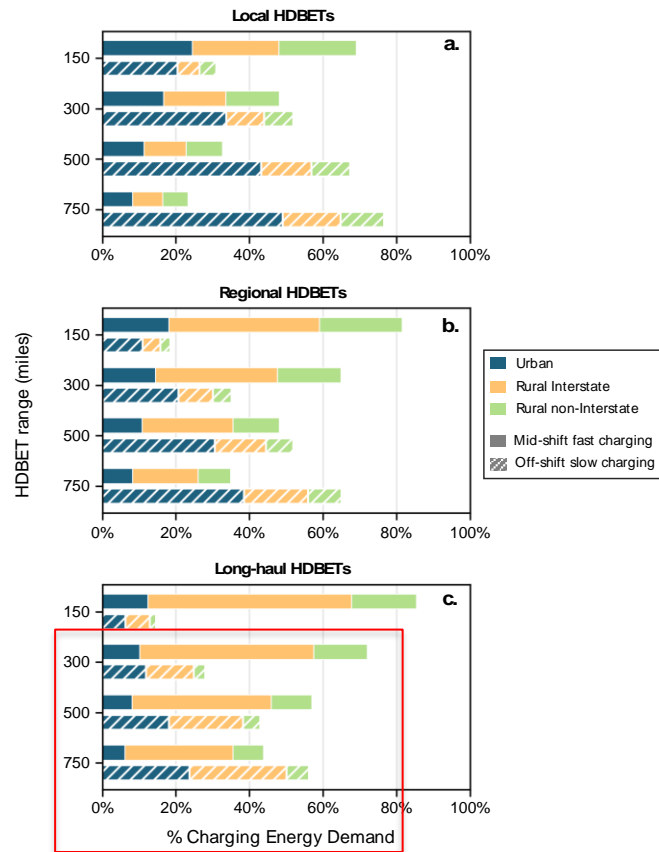 Local HDBETs
a.
150
300
500
750
0% 20% 40% 60% 80% 100%
Regional HDBETs
b.
150
300
500
750
0% 20% 40% 60% 80% 100%
HDBET range (miles)
Urban
Rural Interstate
Rural non-Interstate
Mid-shift fast charging
Off-shift slow charging
Long-haul HDBETs
c.
150
300
500
750
0% 20% 40% 60% 80% 100%
% Charging Energy Demand